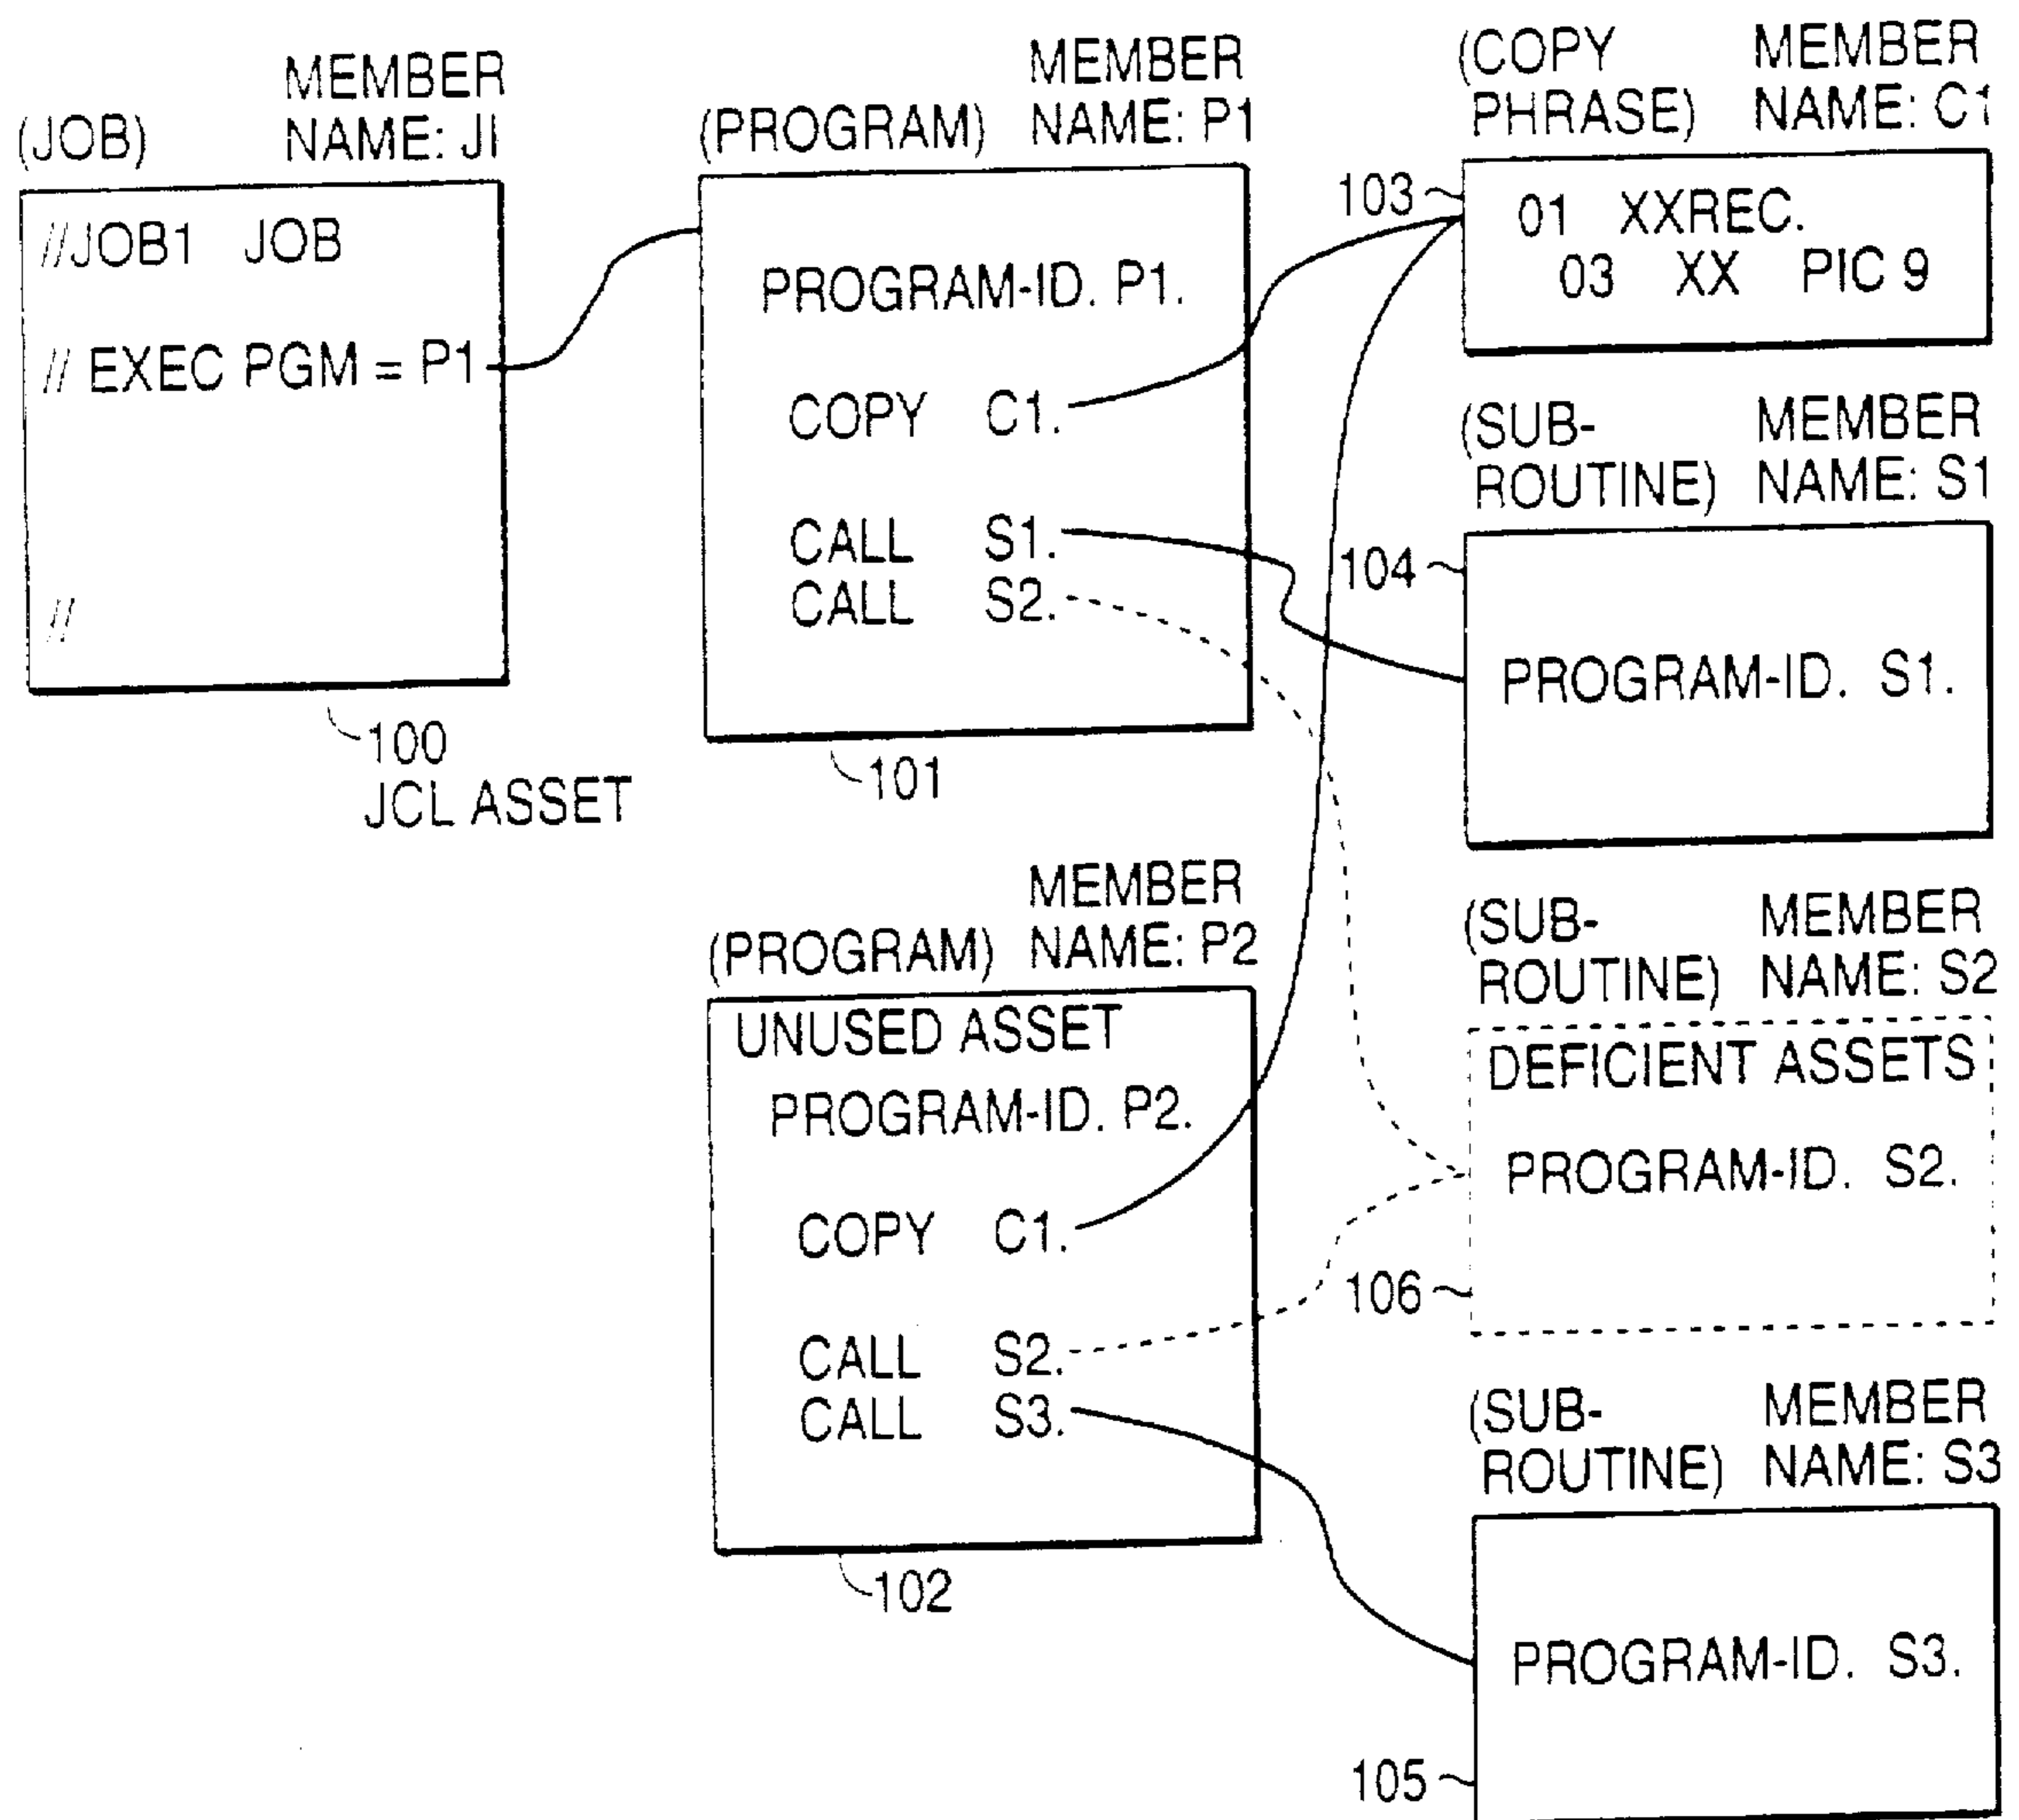 (JOB) MEMBER
NAME: JI
//JOB1 JOB
// EXEC PGM = P1
//
100
JCL ASSET
(PROGRAM) MEMBER
NAME: P1
PROGRAM-ID. P1.
COPY C1.
CALL S1.
CALL S2.
101
(PROGRAM) MEMBER
NAME: P2
UNUSED ASSET
PROGRAM-ID. P2.
COPY C1.
CALL S2.
CALL S3.
102
(COPY MEMBER
PHRASE) NAME: C1
103
01 XXREC.
03 XX PIC 9
(SUB- MEMBER
ROUTINE) NAME: S1
104
PROGRAM-ID. S1.
(SUB- MEMBER
ROUTINE) NAME: S2
DEFICIENT ASSETS
PROGRAM-ID. S2.
106
(SUB- MEMBER
ROUTINE) NAME: S3
PROGRAM-ID. S3.
105